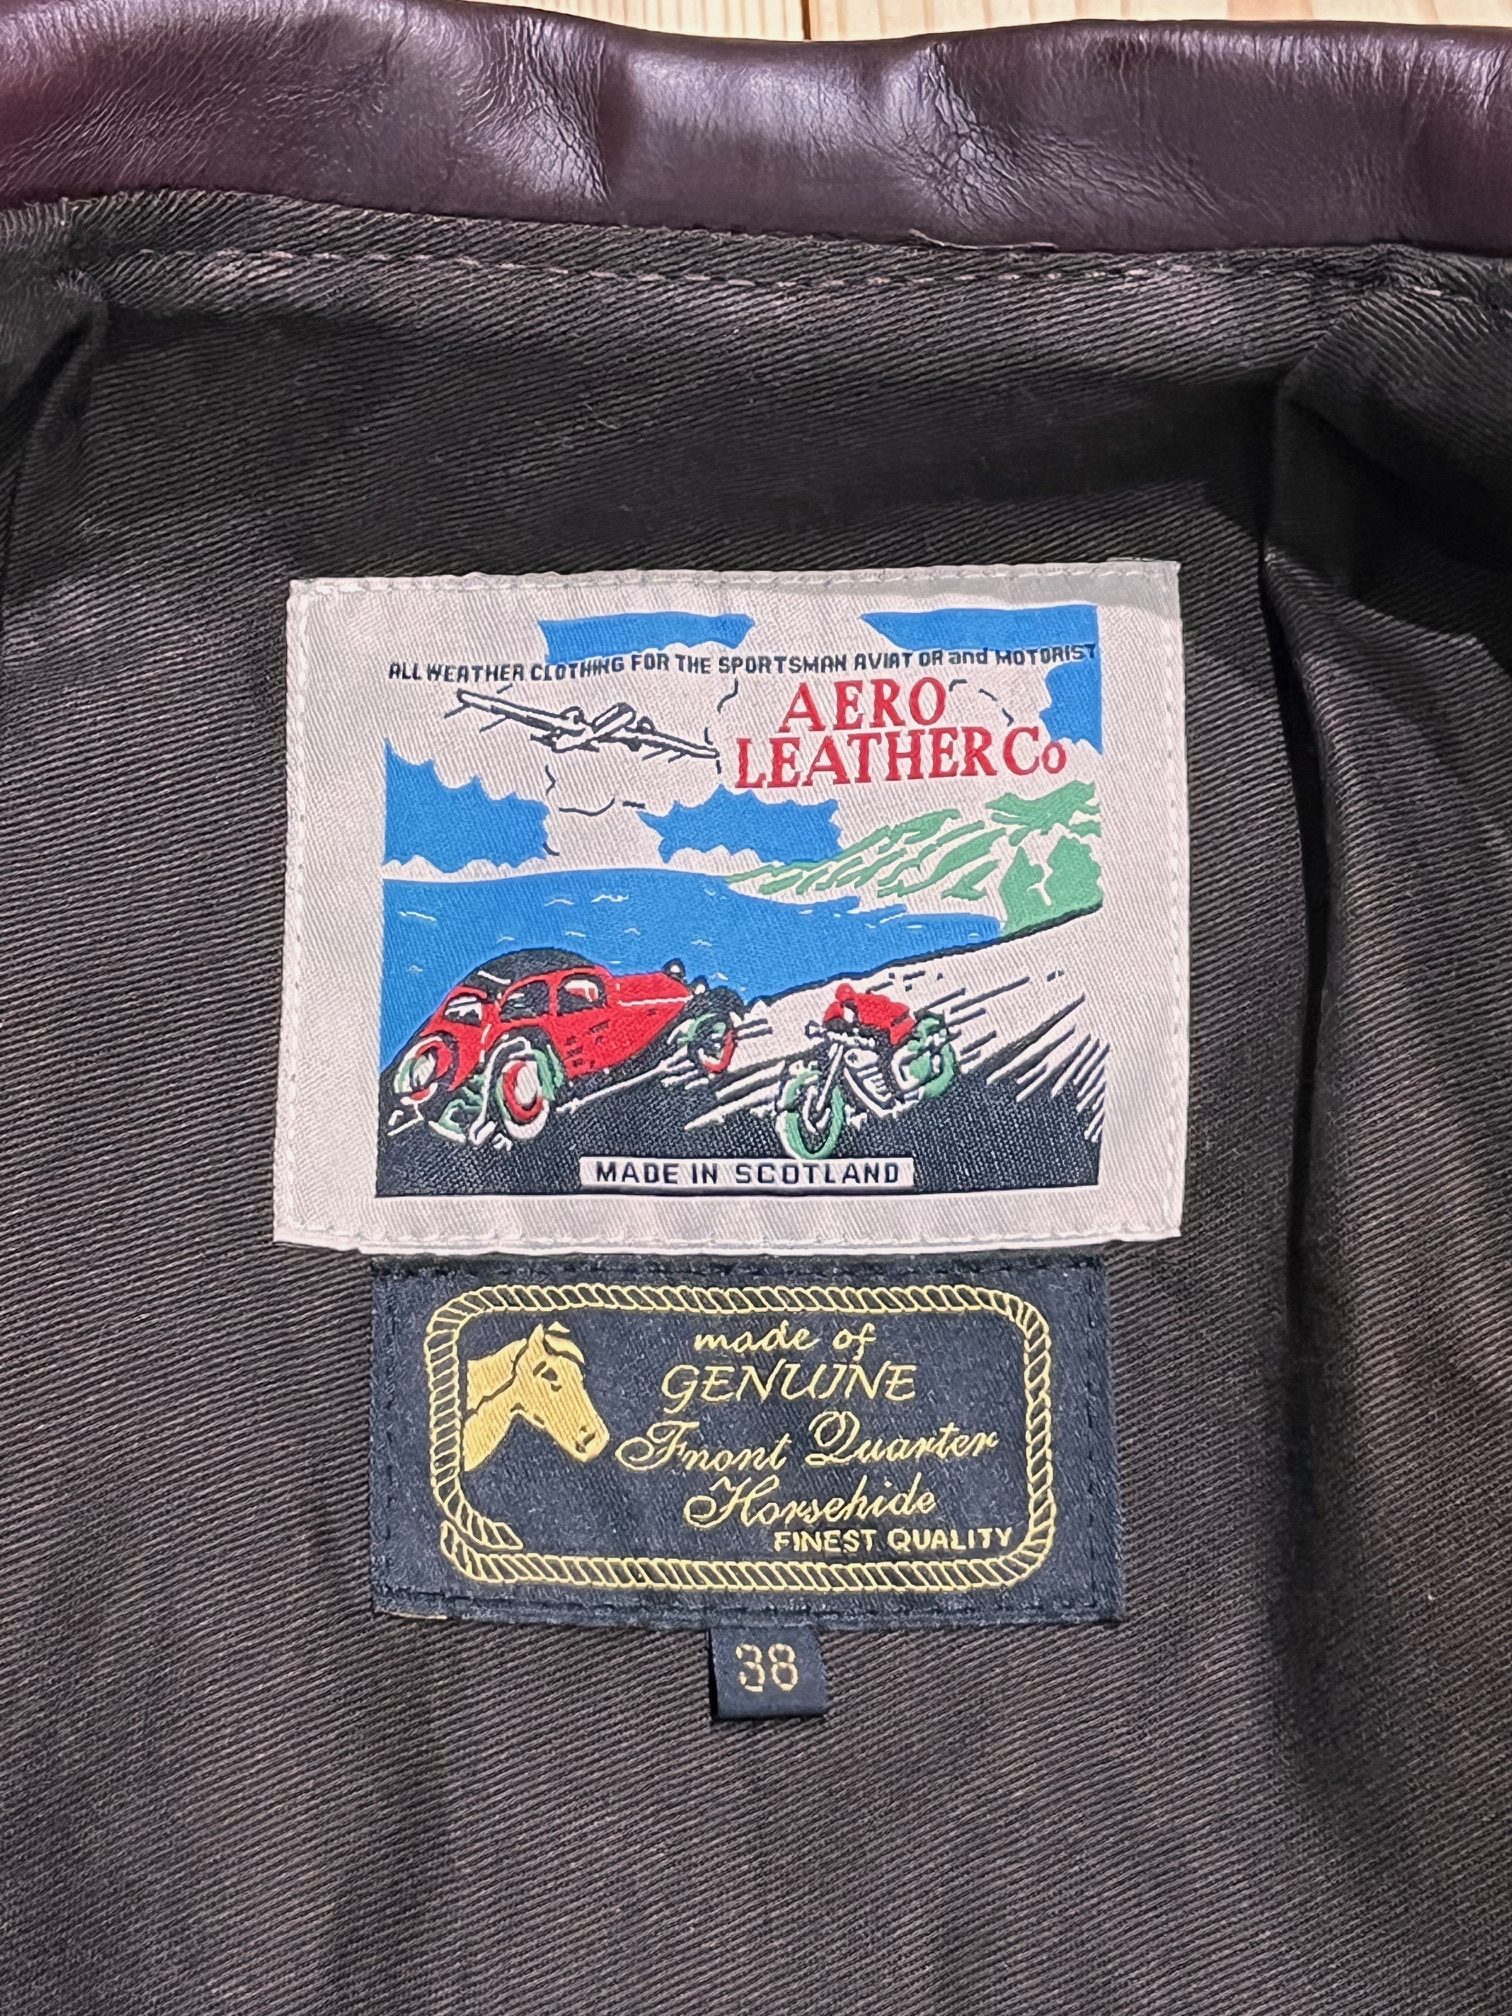 ALL WEATHER CLOTHING FOR THE SPORTSMAN AVIATOR and MOTORIST
AERO
LEATHER Co
MADE IN SCOTLAND
made of
GENUINE
Front Quarter
Horsehide
FINEST QUALITY
38